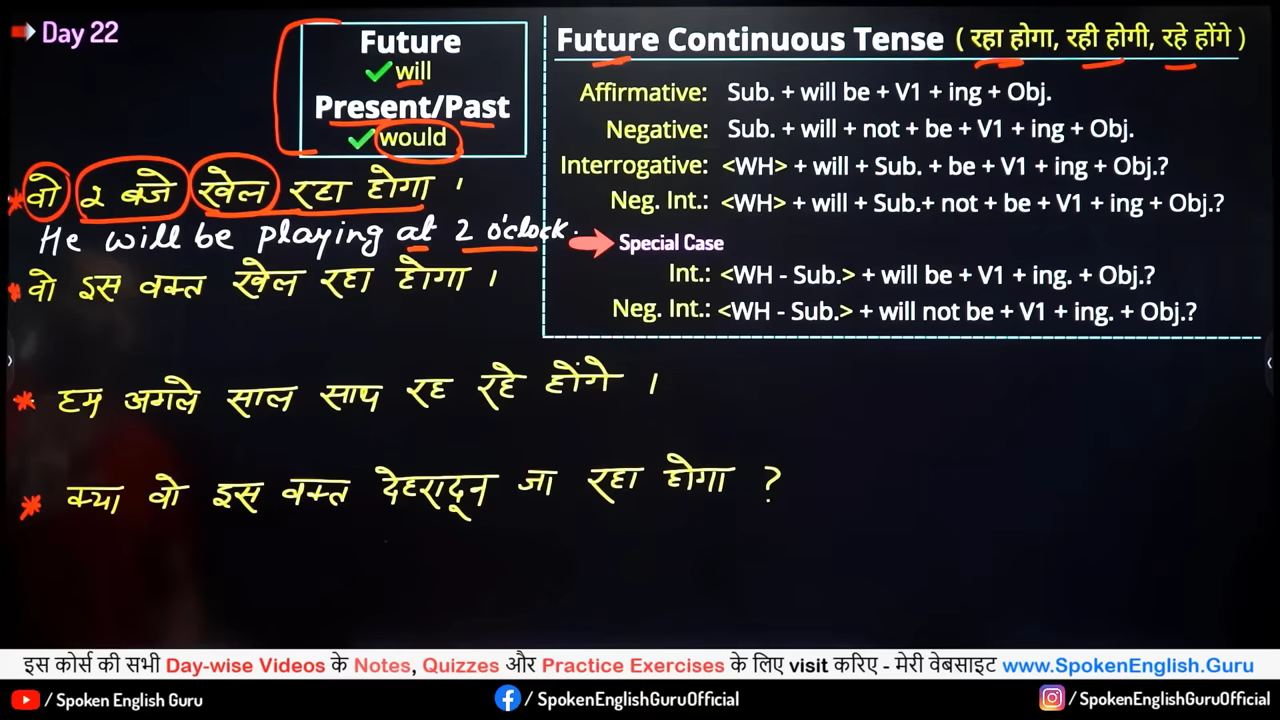 Day 22
Future
will
Present/Past
would
Future Continuous Tense ( रहा होगा, रही होगी, रहे होंगे )
Affirmative: Sub. + will be + V1 + ing + Obj.
Negative: Sub. + will + not + be + V1 + ing + Obj.
Interrogative: <WH> + will + Sub. + be + V1 + ing + Obj.?
Neg. Int.: <WH> + will + Sub.+ not + be + V1 + ing + Obj.?
Special Case
Int.: <WH - Sub.> + will be + V1 + ing. + Obj.?
Neg. Int.: <WH - Sub.> + will not be + V1 + ing. + Obj.?
* वो 2 बजे खेल रहा होगा ।
He will be playing at 2 o'clock.
* वो इस वक्त खेल रहा होगा ।
* हम अगले साल साथ रह रहे होंगे ।
* क्या वो इस वक्त देहरादून जा रहा होगा ?
इस कोर्स की सभी Day-wise Videos के Notes, Quizzes और Practice Exercises के लिए visit करिए - मेरी वेबसाइट www.SpokenEnglish.Guru
/ Spoken English Guru
/ SpokenEnglishGuruOfficial
/ SpokenEnglishGuruOfficial